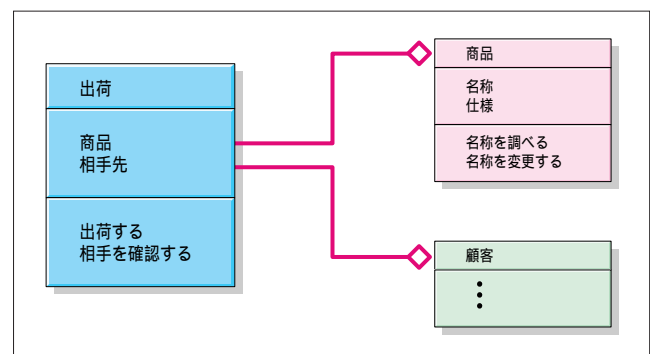 出荷
商品
相手先
出荷する
相手を確認する
商品
名称
仕様
名称を調べる
名称を変更する
顧客